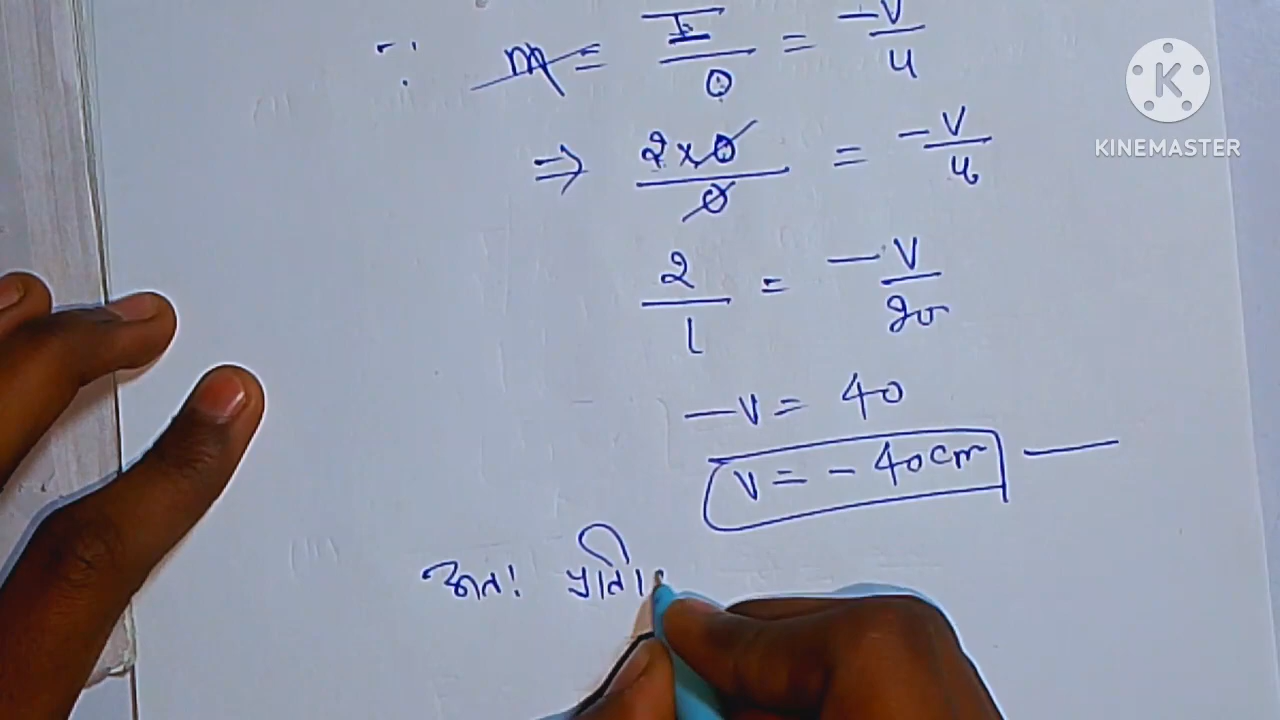 ∵ m = I/O = -V/u
KINEMASTER
⇒ 2×O/O = -V/u
2/1 = -V/20
-V = 40
V = - 40cm —
अतः प्रति